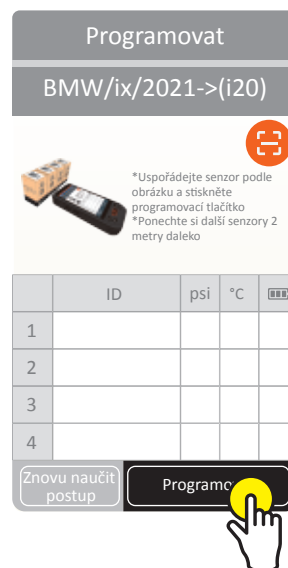 Programovat
BMW/ix/2021->(i20)
*Uspořádejte senzor podle
obrázku a stiskněte
programovací tlačítko
*Ponechte si další senzory 2
metry daleko
ID psi °C
1
2
3
4
Znovu naučit
postup